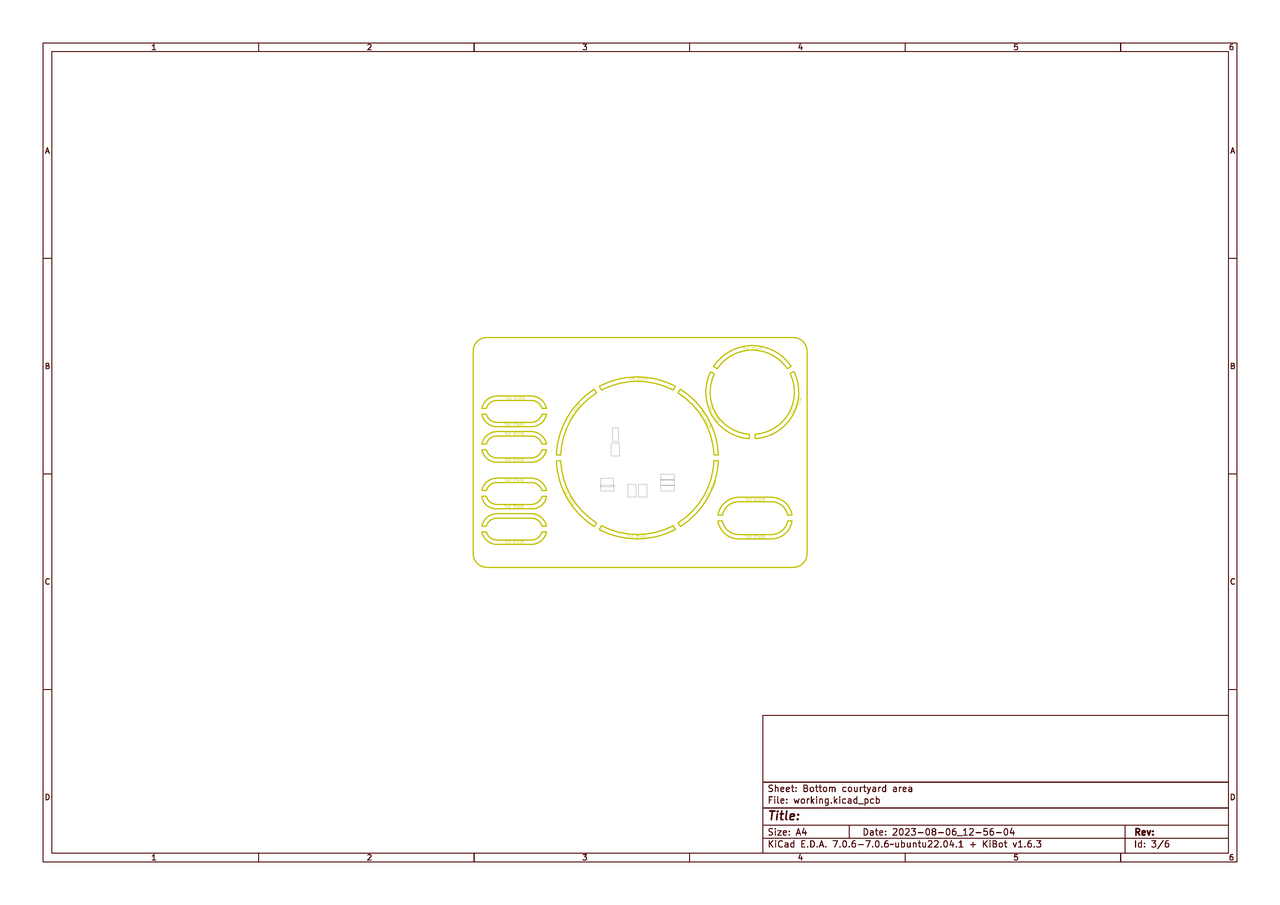 1 2 3 4 5 6
A A
B B
C C
D D
Sheet: Bottom courtyard area
File: working.kicad_pcb
Title:
Size: A4 Date: 2023-08-06_12-56-04 Rev:
KiCad E.D.A. 7.0.6-7.0.6~ubuntu22.04.1 + KiBot v1.6.3 Id: 3/6
1 2 3 4 5 6